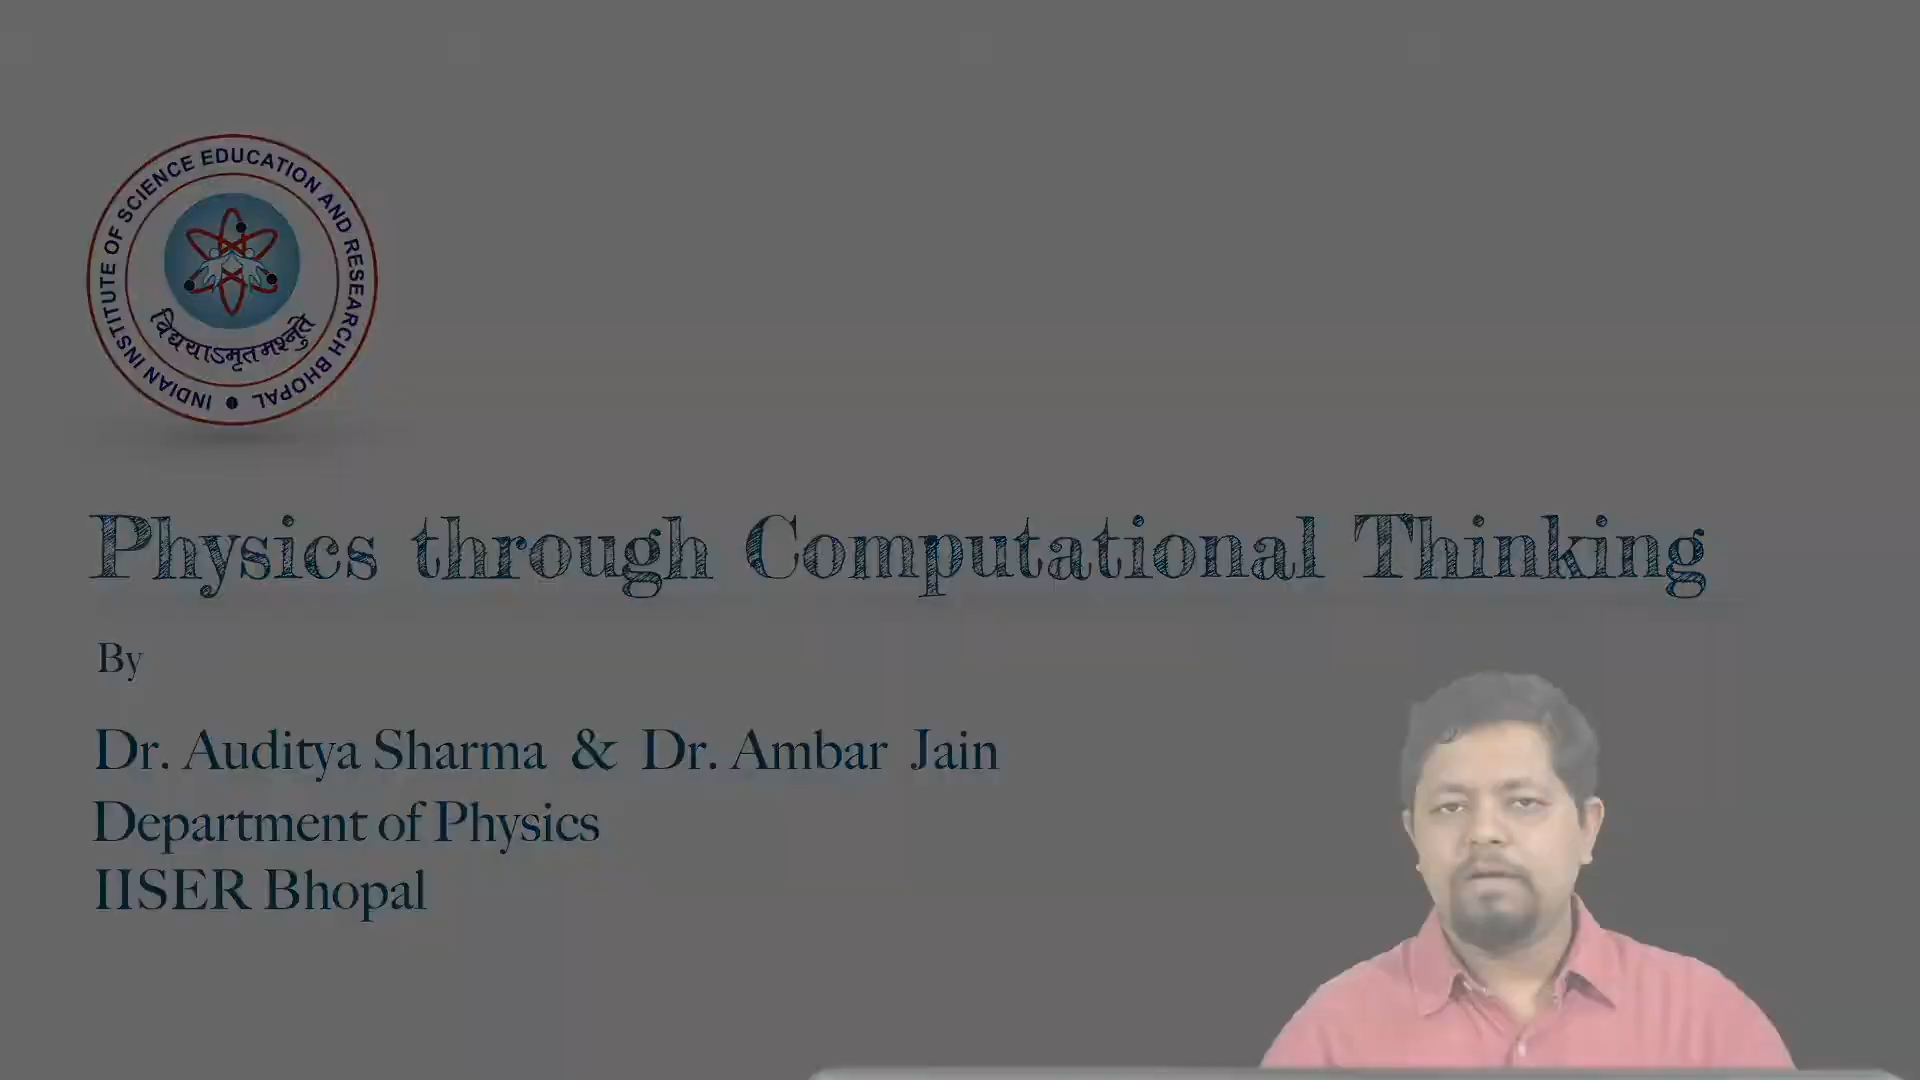 INDIAN INSTITUTE OF SCIENCE EDUCATION AND RESEARCH BHOPAL
विद्ययाऽमृतमश्नुते
Physics through Computational Thinking
By
Dr. Auditya Sharma & Dr. Ambar Jain
Department of Physics
IISER Bhopal